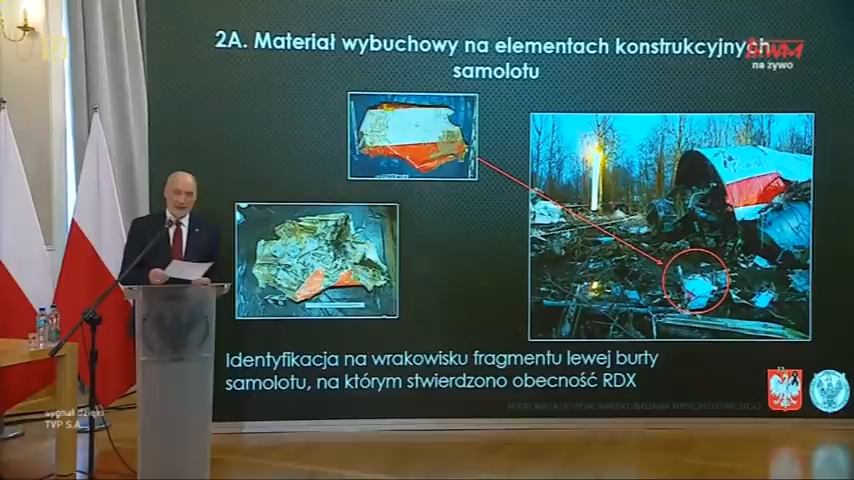 2A. Materiał wybuchowy na elementach konstrukcyjnych
samolotu
na żywo
Identyfikacja na wrakowisku fragmentu lewej burty
samolotu, na którym stwierdzono obecność RDX
sygnał dzięki
TVP S.A.